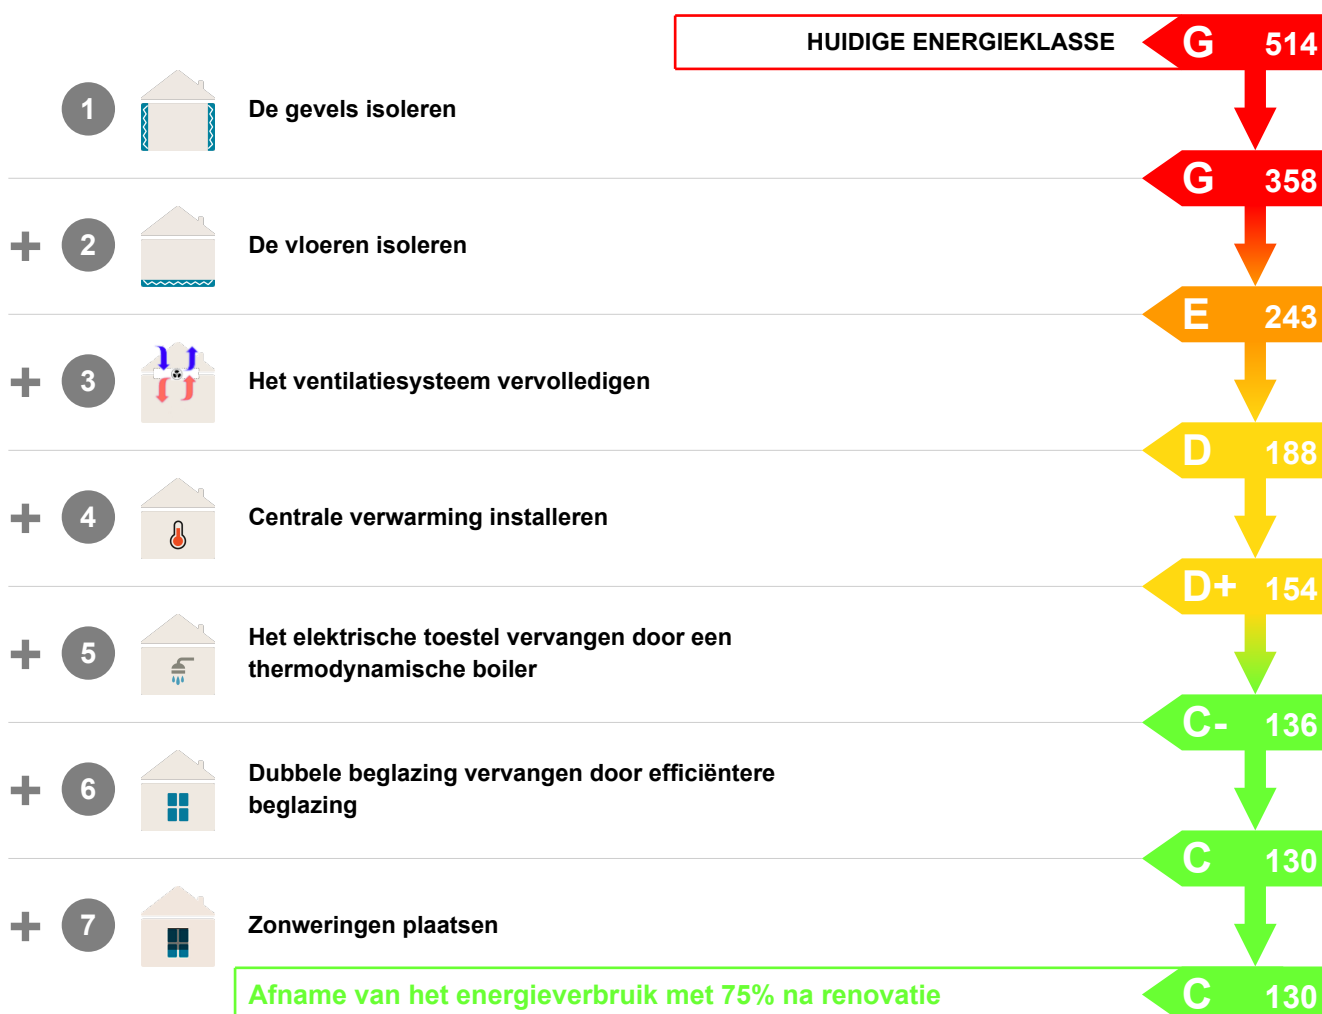 HUIDIGE ENERGIEKLASSE G 514
1 De gevels isoleren
G 358
+ 2 De vloeren isoleren
E 243
+ 3 Het ventilatiesysteem vervolledigen
D 188
+ 4 Centrale verwarming installeren
D+ 154
+ 5 Het elektrische toestel vervangen door een
thermodynamische boiler
C- 136
+ 6 Dubbele beglazing vervangen door efficiëntere
beglazing
C 130
+ 7 Zonweringen plaatsen
Afname van het energieverbruik met 75% na renovatie C 130